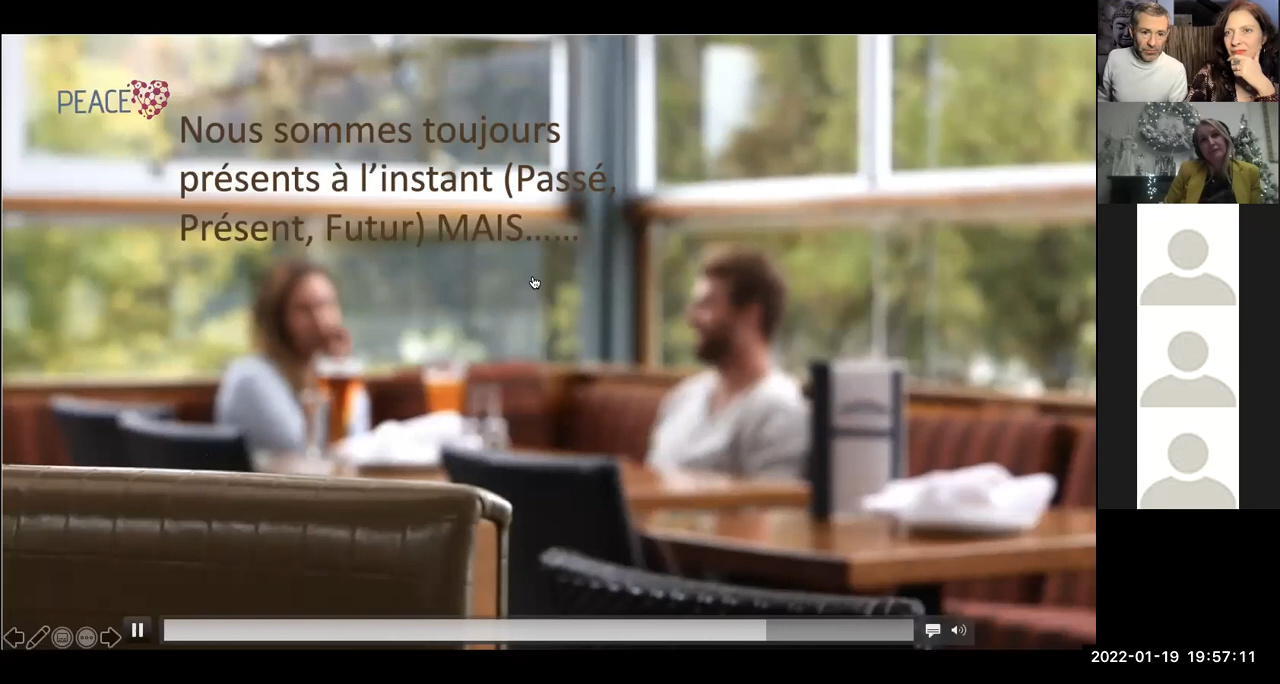 PEACE
Nous sommes toujours
présents à l’instant (Passé,
Présent, Futur) MAIS……
2022-01-19 19:57:11